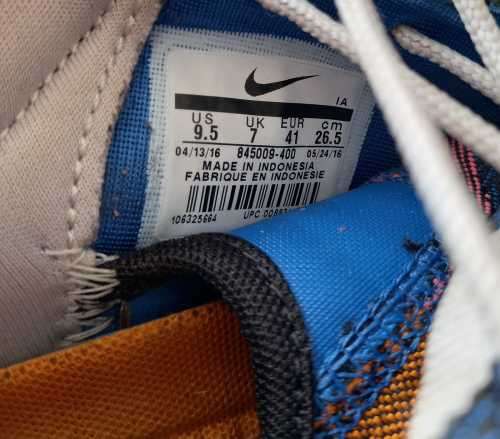 IA
US UK EUR cm
9.5 7 41 26.5
04/13/16 845009-400 05/24/16
MADE IN INDONESIA
FABRIQUE EN INDONESIE
106325664 UPC